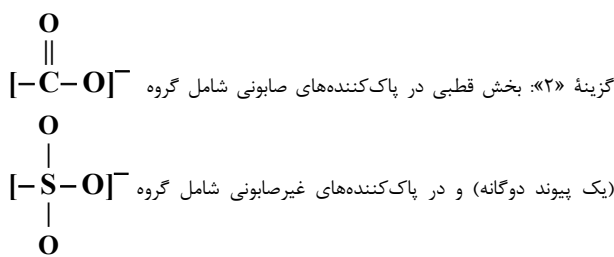 O
||
گزینۀ «۲»: بخش قطبی در پاک‌کننده‌های صابونی شامل گروه [–C–O]⁻
O
|
(یک پیوند دوگانه) و در پاک‌کننده‌های غیرصابونی شامل گروه [–S–O]⁻
|
O